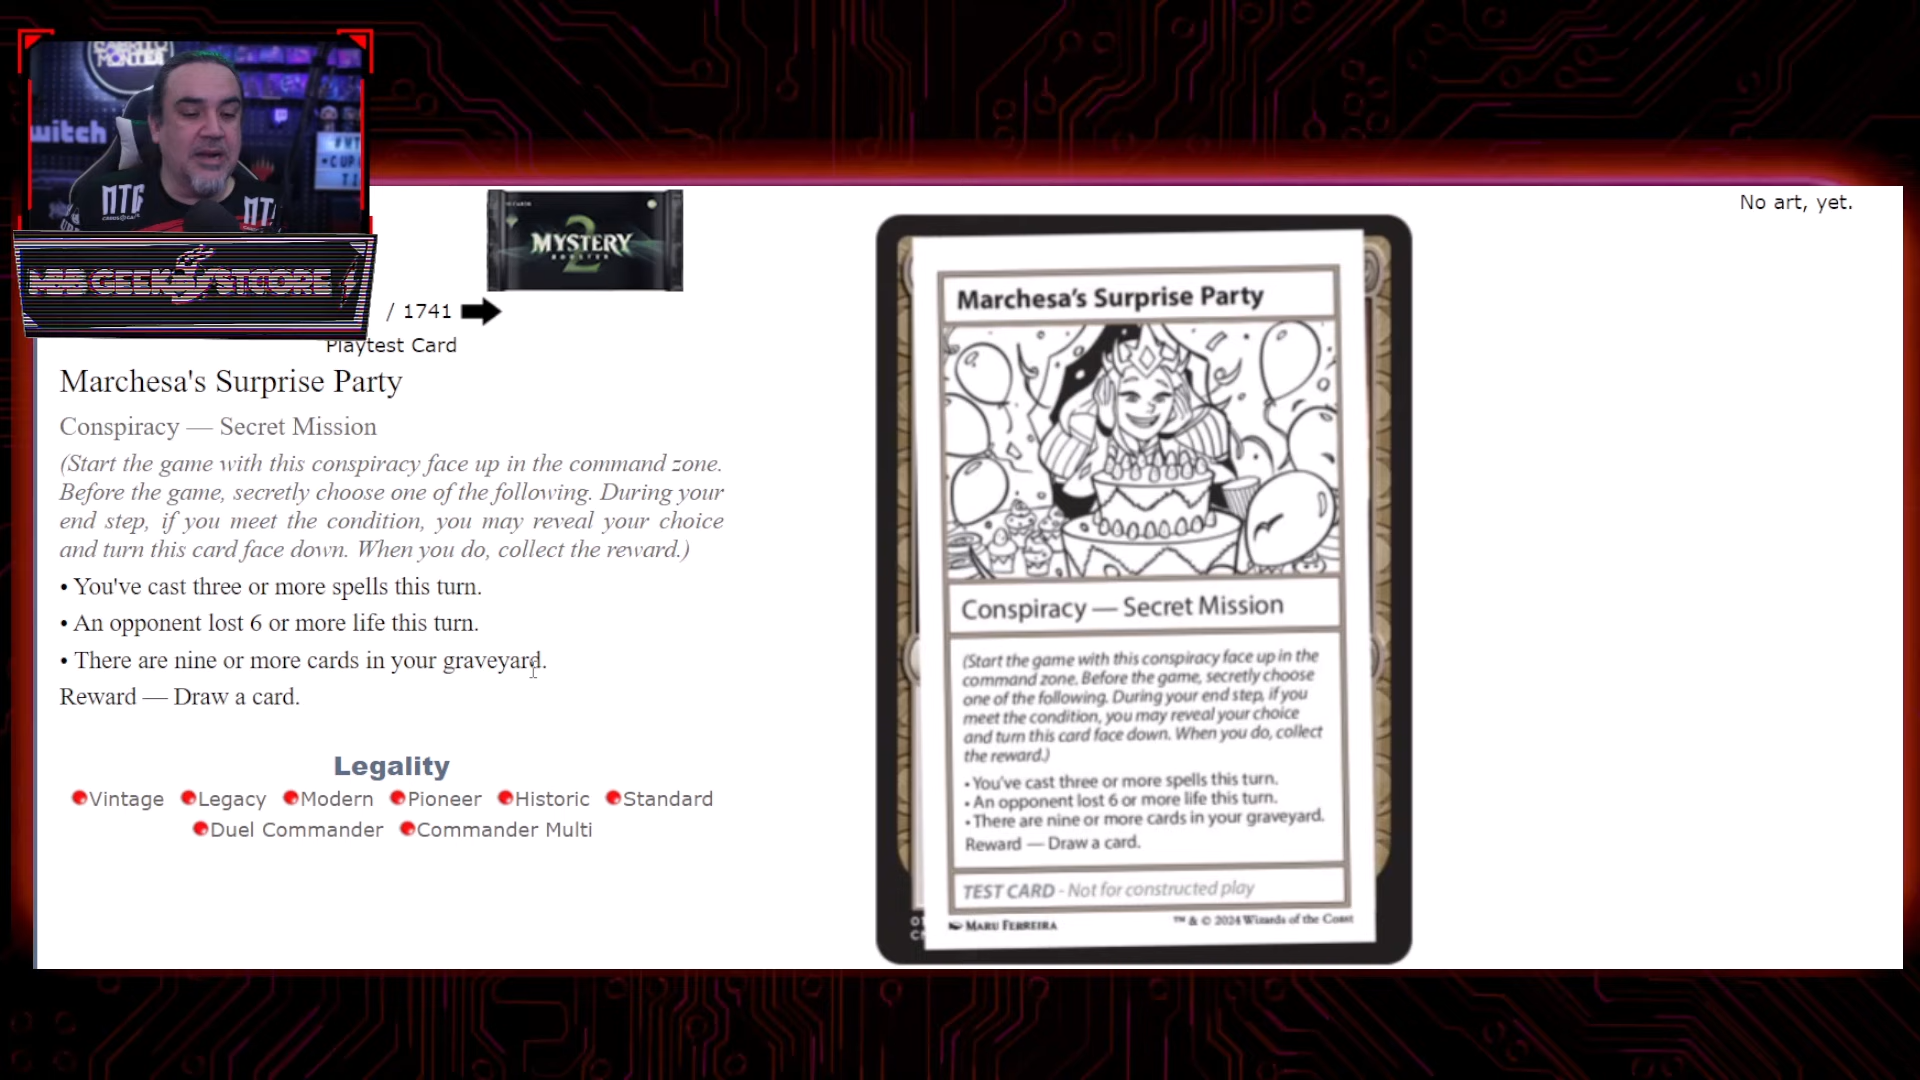 witch
MTG
MT
MYSTERY
2
BOOSTER
No art, yet.
/ 1741
Playtest Card
Marchesa's Surprise Party
Conspiracy — Secret Mission
(Start the game with this conspiracy face up in the command zone.
Before the game, secretly choose one of the following. During your
end step, if you meet the condition, you may reveal your choice
and turn this card face down. When you do, collect the reward.)
• You've cast three or more spells this turn.
• An opponent lost 6 or more life this turn.
• There are nine or more cards in your graveyard.
Reward — Draw a card.
Legality
Vintage Legacy Modern Pioneer Historic Standard
Duel Commander Commander Multi
Marchesa's Surprise Party
Conspiracy — Secret Mission
(Start the game with this conspiracy face up in the
command zone. Before the game, secretly choose
one of the following. During your end step, if you
meet the condition, you may reveal your choice
and turn this card face down. When you do, collect
the reward.)
• You've cast three or more spells this turn.
• An opponent lost 6 or more life this turn.
• There are nine or more cards in your graveyard.
Reward — Draw a card.
TEST CARD - Not for constructed play
MARU FERREIRA
™ & © 2024 Wizards of the Coast